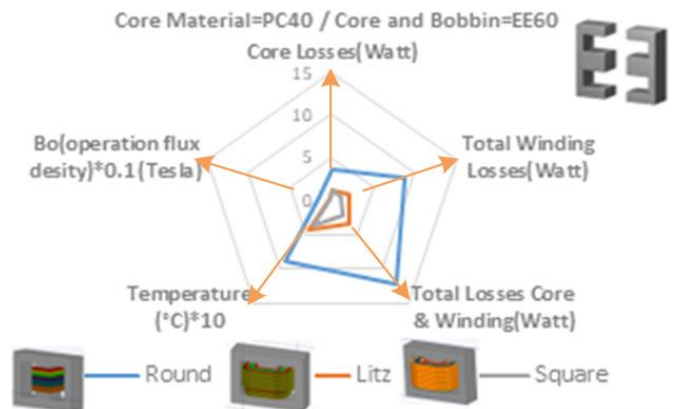 Core Material=PC40 / Core and Bobbin=EE60
Core Losses(Watt)
15
10
5
0
Bo(operation flux
desity)*0.1(Tesla)
Total Winding
Losses(Watt)
Temperature
(°C)*10
Total Losses Core
& Winding(Watt)
Round
Litz
Square